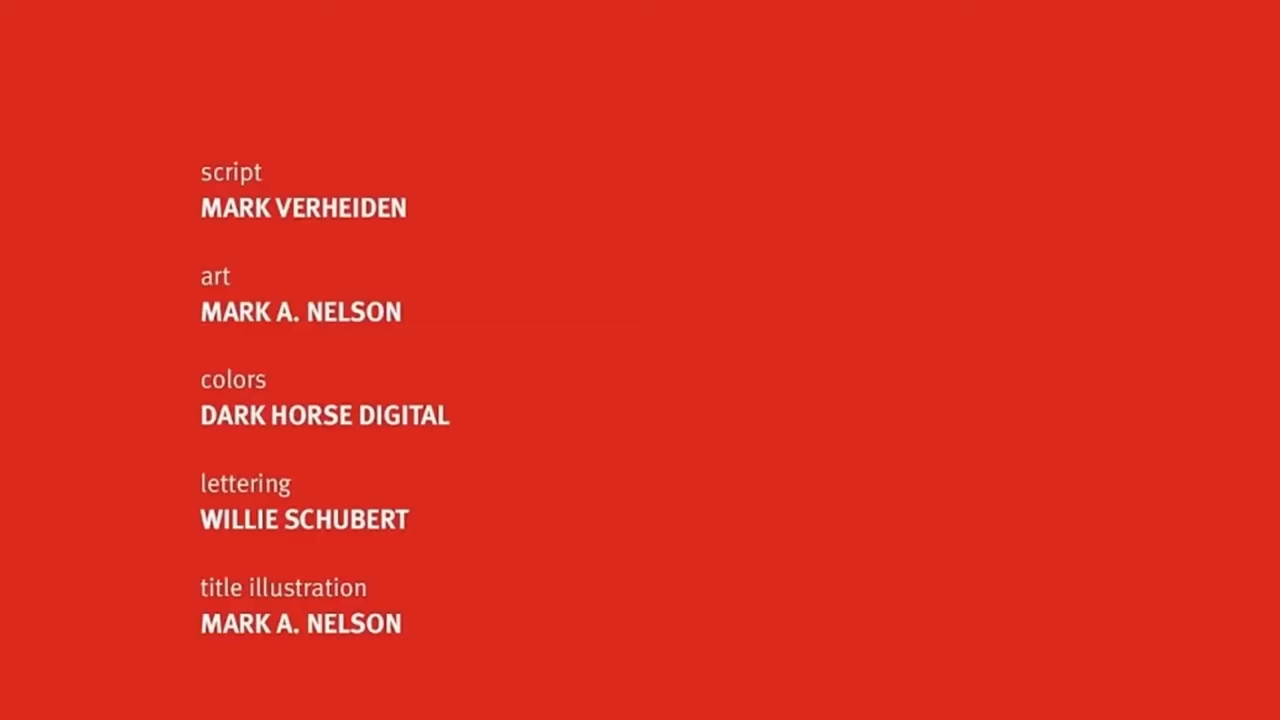 script
MARK VERHEIDEN
art
MARK A. NELSON
colors
DARK HORSE DIGITAL
lettering
WILLIE SCHUBERT
title illustration
MARK A. NELSON